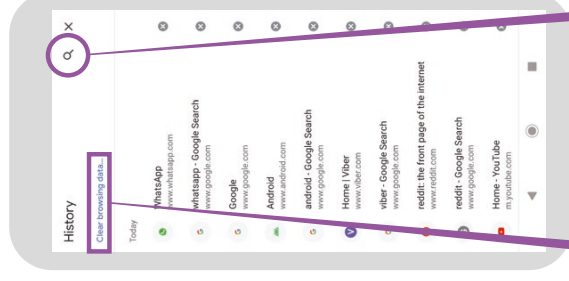 History
Clear browsing data...
Today
WhatsApp
www.whatsapp.com
whatsapp - Google Search
www.google.com
Google
www.google.com
Android
www.android.com
android - Google Search
www.google.com
Home | Viber
www.viber.com
viber - Google Search
www.google.com
reddit: the front page of the internet
www.reddit.com
reddit - Google Search
www.google.com
Home - YouTube
m.youtube.com